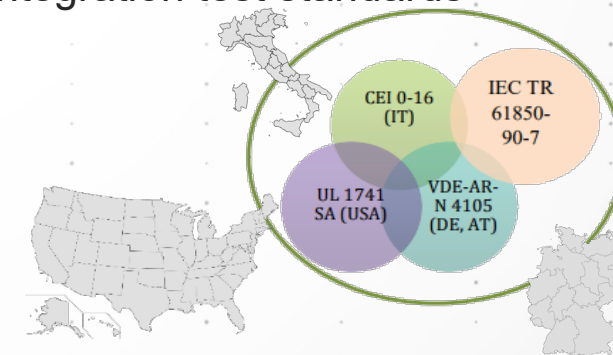 test standards
CEI 0-16
(IT)
IEC TR
61850-
90-7
UL 1741
SA (USA)
VDE-AR-
N 4105
(DE, AT)